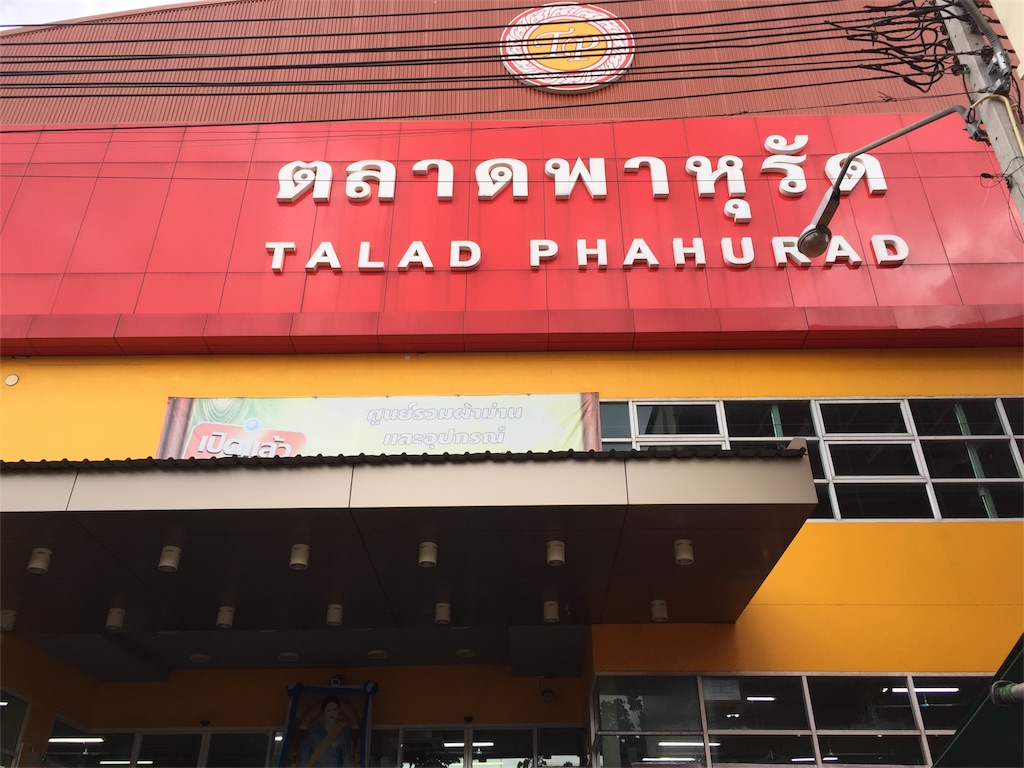 TP
ตลาดพาหุรัด
TALAD PHAHURAD
ศูนย์รวมผ้าม่าน
และอุปกรณ์
เปิดแล้ว